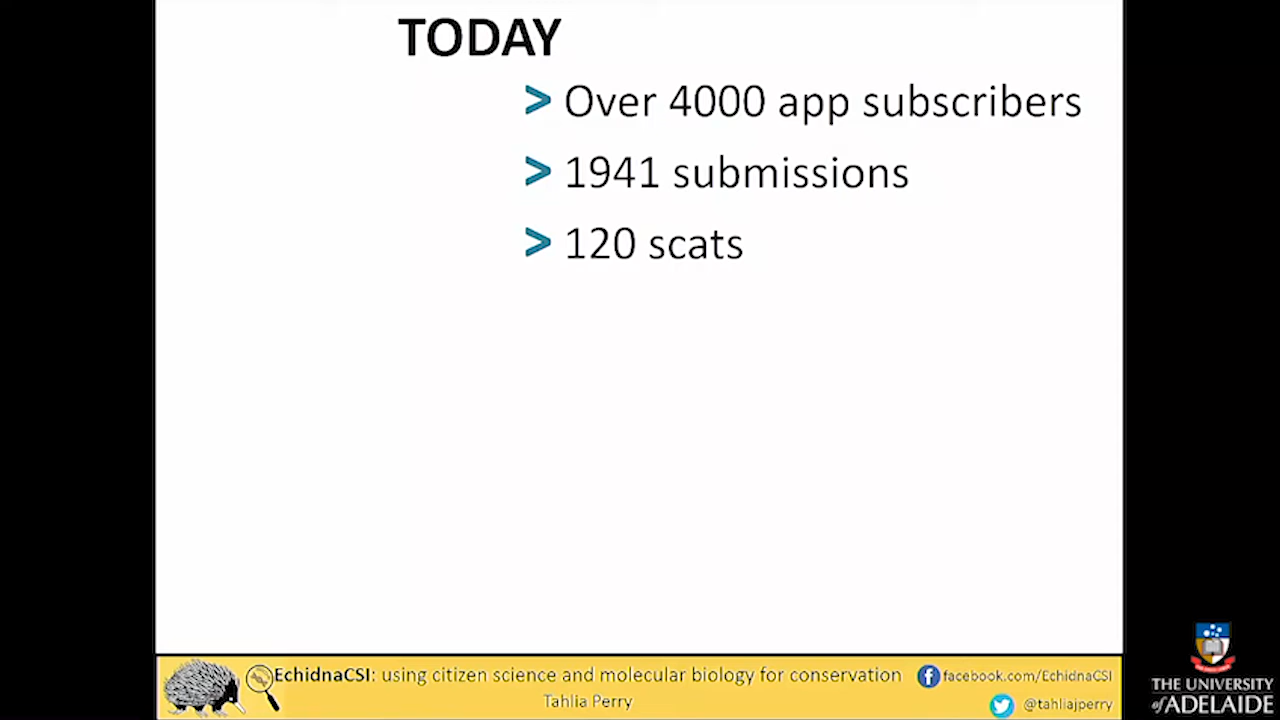 TODAY
> Over 4000 app subscribers
> 1941 submissions
> 120 scats
EchidnaCSI: using citizen science and molecular biology for conservation
Tahlia Perry
facebook.com/EchidnaCSI
@tahliajperry
THE UNIVERSITY
of ADELAIDE